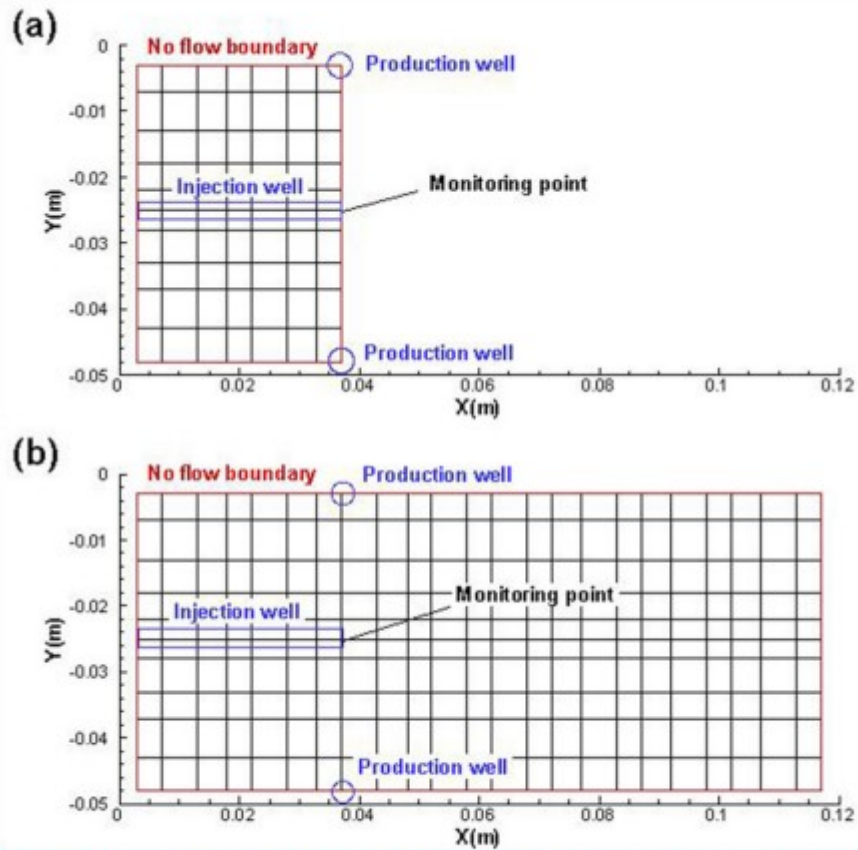 (a)
No flow boundary
Production well
0
-0.01
-0.02
-0.03
-0.04
-0.05
Y(m)
Injection well
Monitoring point
Production well
0 0.02 0.04 0.06 0.08 0.1 0.12
X(m)
(b)
No flow boundary
Production well
0
-0.01
-0.02
-0.03
-0.04
-0.05
Y(m)
Injection well
Monitoring point
Production well
0 0.02 0.04 0.06 0.08 0.1 0.12
X(m)